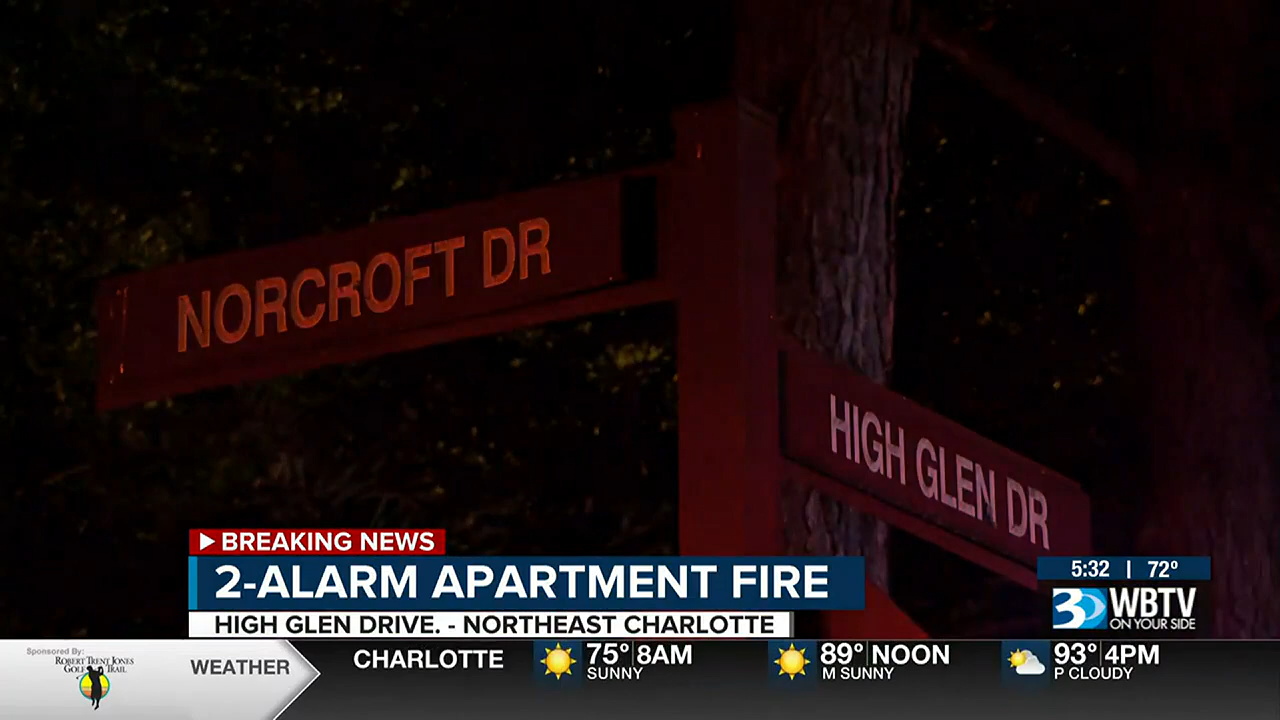 NORCROFT DR
HIGH GLEN DR
BREAKING NEWS
2-ALARM APARTMENT FIRE
HIGH GLEN DRIVE. - NORTHEAST CHARLOTTE
5:32 | 72°
3 WBTV
ON YOUR SIDE
Sponsored By:
ROBERT TRENT JONES
GOLF TRAIL
WEATHER
CHARLOTTE
75° 8AM
SUNNY
89° NOON
M SUNNY
93° 4PM
P CLOUDY